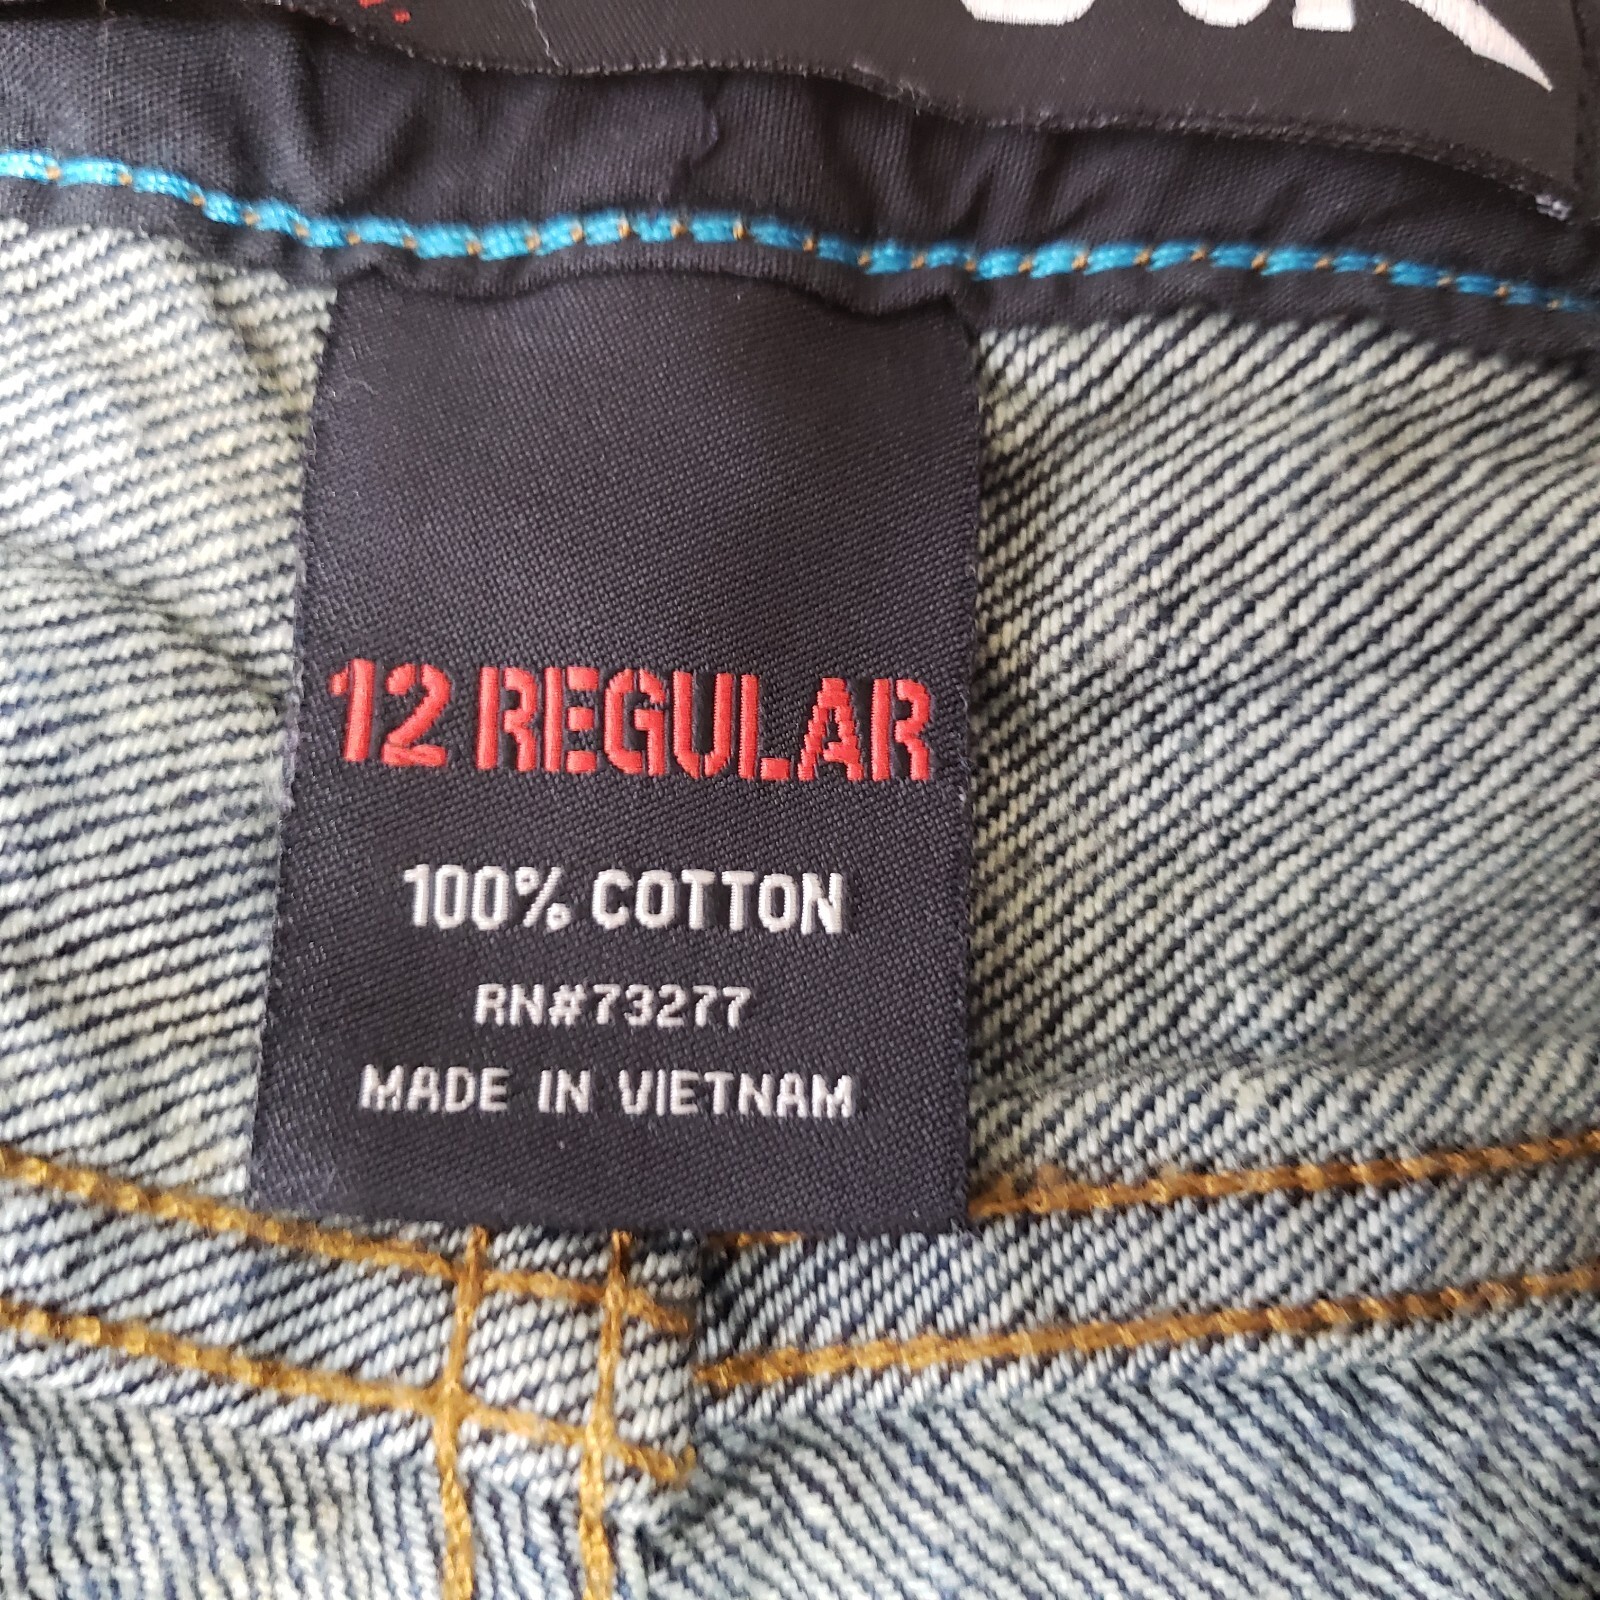 12 REGULAR
100% COTTON
RN#73277
MADE IN VIETNAM